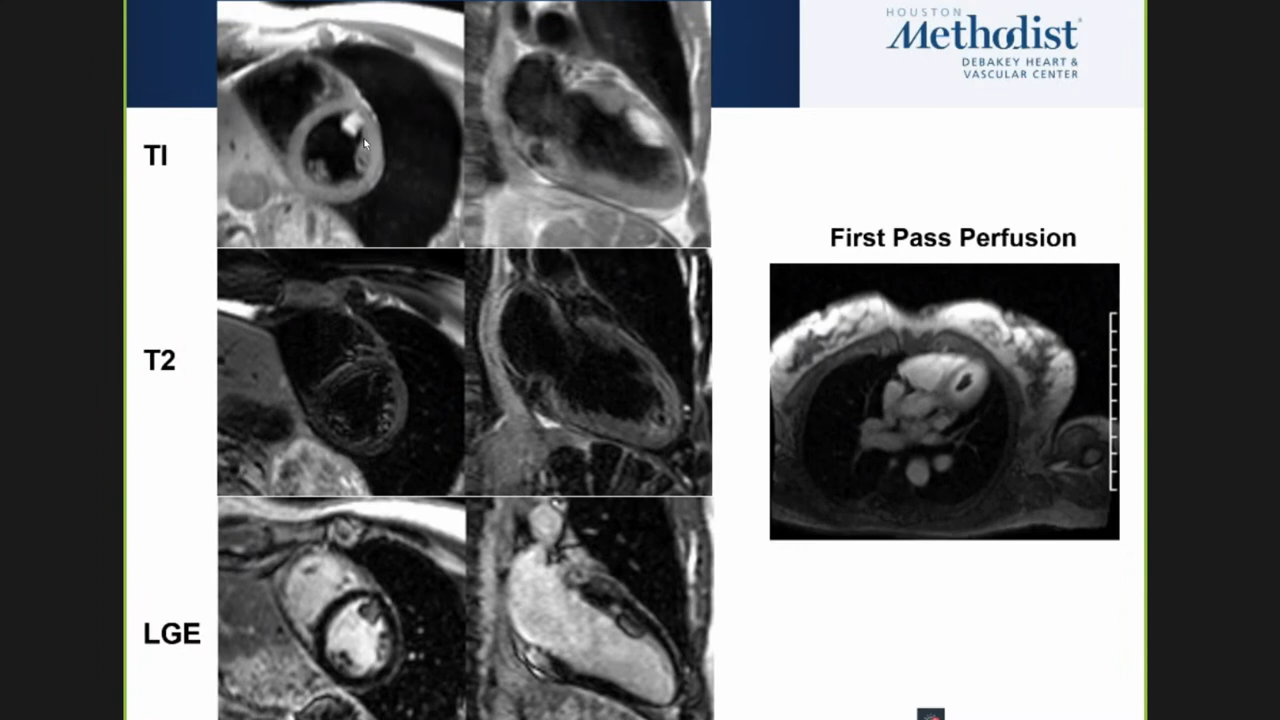 HOUSTON
Methodist
DEBAKEY HEART &
VASCULAR CENTER
TI
First Pass Perfusion
T2
LGE